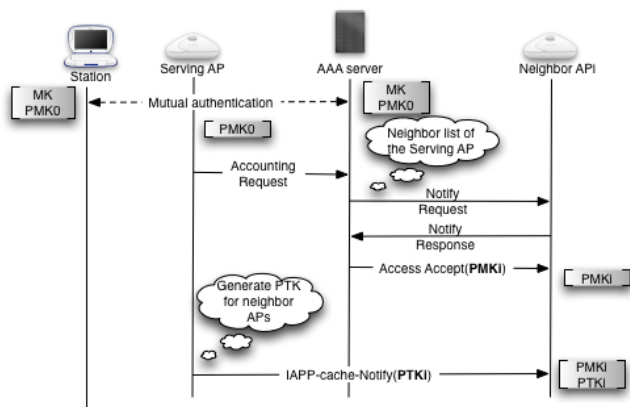 Station
Serving AP
AAA server
Neighbor APi
MK
PMK0
Mutual authentication
MK
PMK0
PMK0
Neighbor list of
the Serving AP
Accounting
Request
Notify
Request
Notify
Response
Access Accept(PMKi)
PMKi
Generate PTK
for neighbor
APs
IAPP-cache-Notify(PTKi)
PMKi
PTKi